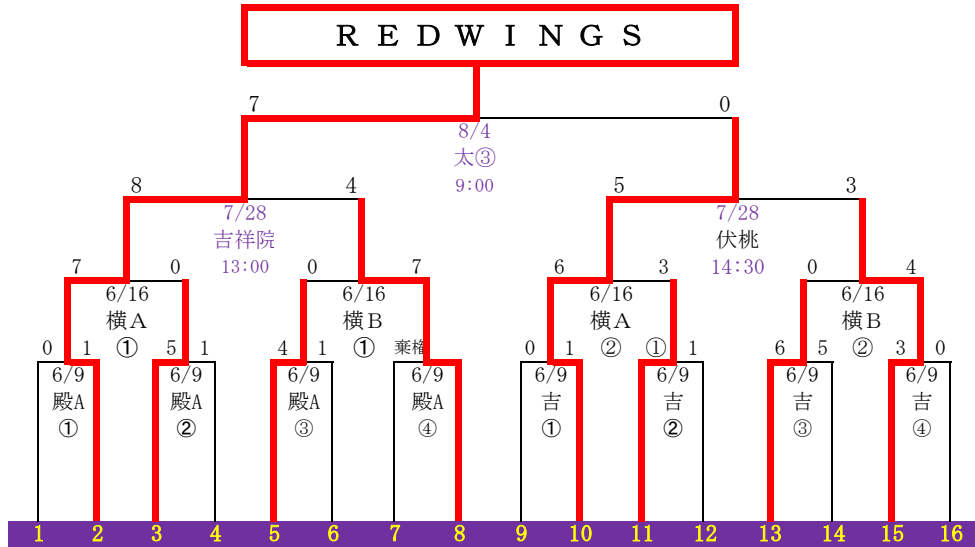 REDWINGS
7 0
8/4
太③
9:00
8 4 5 3
7/28 7/28
吉祥院 伏桃
13:00 14:30
7 0 0 7 6 3 0 4
6/16 6/16 6/16 6/16
横A 横B 横A 横B
① ① ② ②
0 1 5 1 4 1 棄権 0 1 ① 1 6 5 3 0
6/9 6/9 6/9 6/9 6/9 6/9 6/9 6/9
殿A 殿A 殿A 殿A 吉 吉 吉 吉
① ② ③ ④ ① ② ③ ④
1 2 3 4 5 6 7 8 9 10 11 12 13 14 15 16